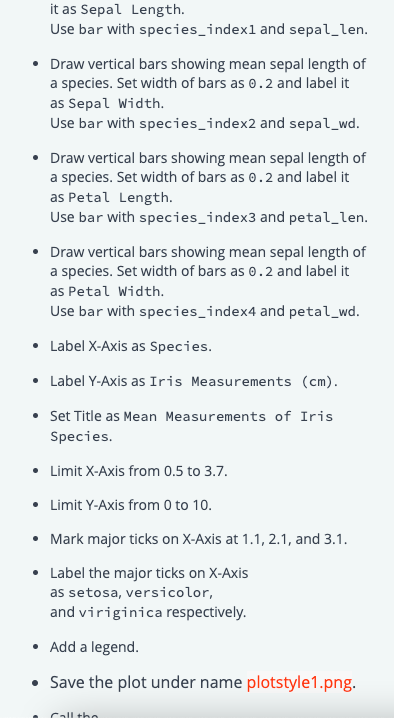 it as Sepal Length.
Use bar with species_index1 and sepal_len.
• Draw vertical bars showing mean sepal length of
a species. Set width of bars as 0.2 and label it
as Sepal Width.
Use bar with species_index2 and sepal_wd.
• Draw vertical bars showing mean sepal length of
a species. Set width of bars as 0.2 and label it
as Petal Length.
Use bar with species_index3 and petal_len.
• Draw vertical bars showing mean sepal length of
a species. Set width of bars as 0.2 and label it
as Petal Width.
Use bar with species_index4 and petal_wd.
• Label X-Axis as Species.
• Label Y-Axis as Iris Measurements (cm).
• Set Title as Mean Measurements of Iris
Species.
• Limit X-Axis from 0.5 to 3.7.
• Limit Y-Axis from 0 to 10.
• Mark major ticks on X-Axis at 1.1, 2.1, and 3.1.
• Label the major ticks on X-Axis
as setosa, versicolor,
and viriginica respectively.
• Add a legend.
• Save the plot under name plotstyle1.png.
• Call the